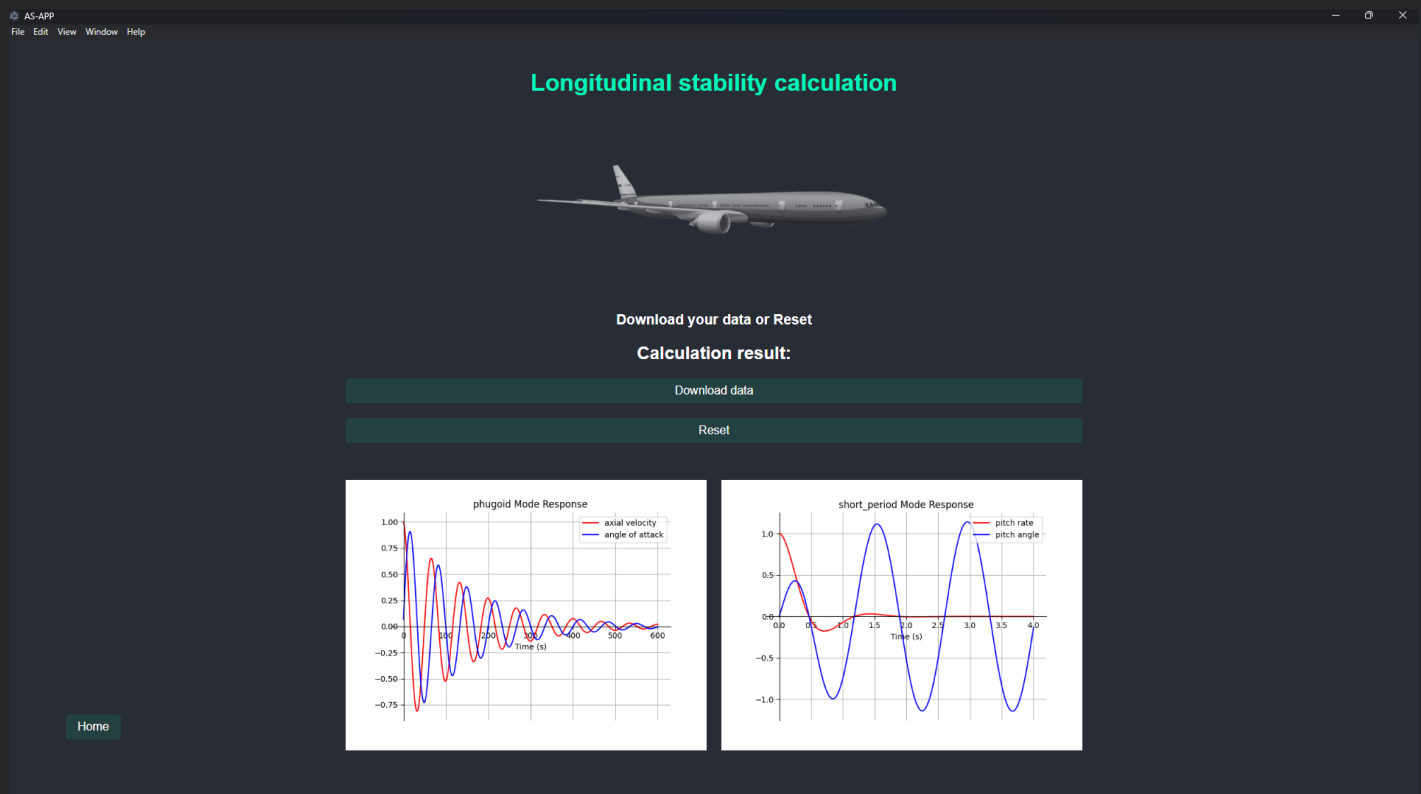 AS-APP
File Edit View Window Help
Longitudinal stability calculation
Download your data or Reset
Calculation result:
Download data
Reset
phugoid Mode Response
axial velocity
angle of attack
1.00
0.75
0.50
0.25
0.00
−0.25
−0.50
−0.75
0 100 200 300 400 500 600
Time (s)
short_period Mode Response
pitch rate
pitch angle
1.0
0.5
0.0
−0.5
−1.0
0.0 0.5 1.0 1.5 2.0 2.5 3.0 3.5 4.0
Time (s)
Home